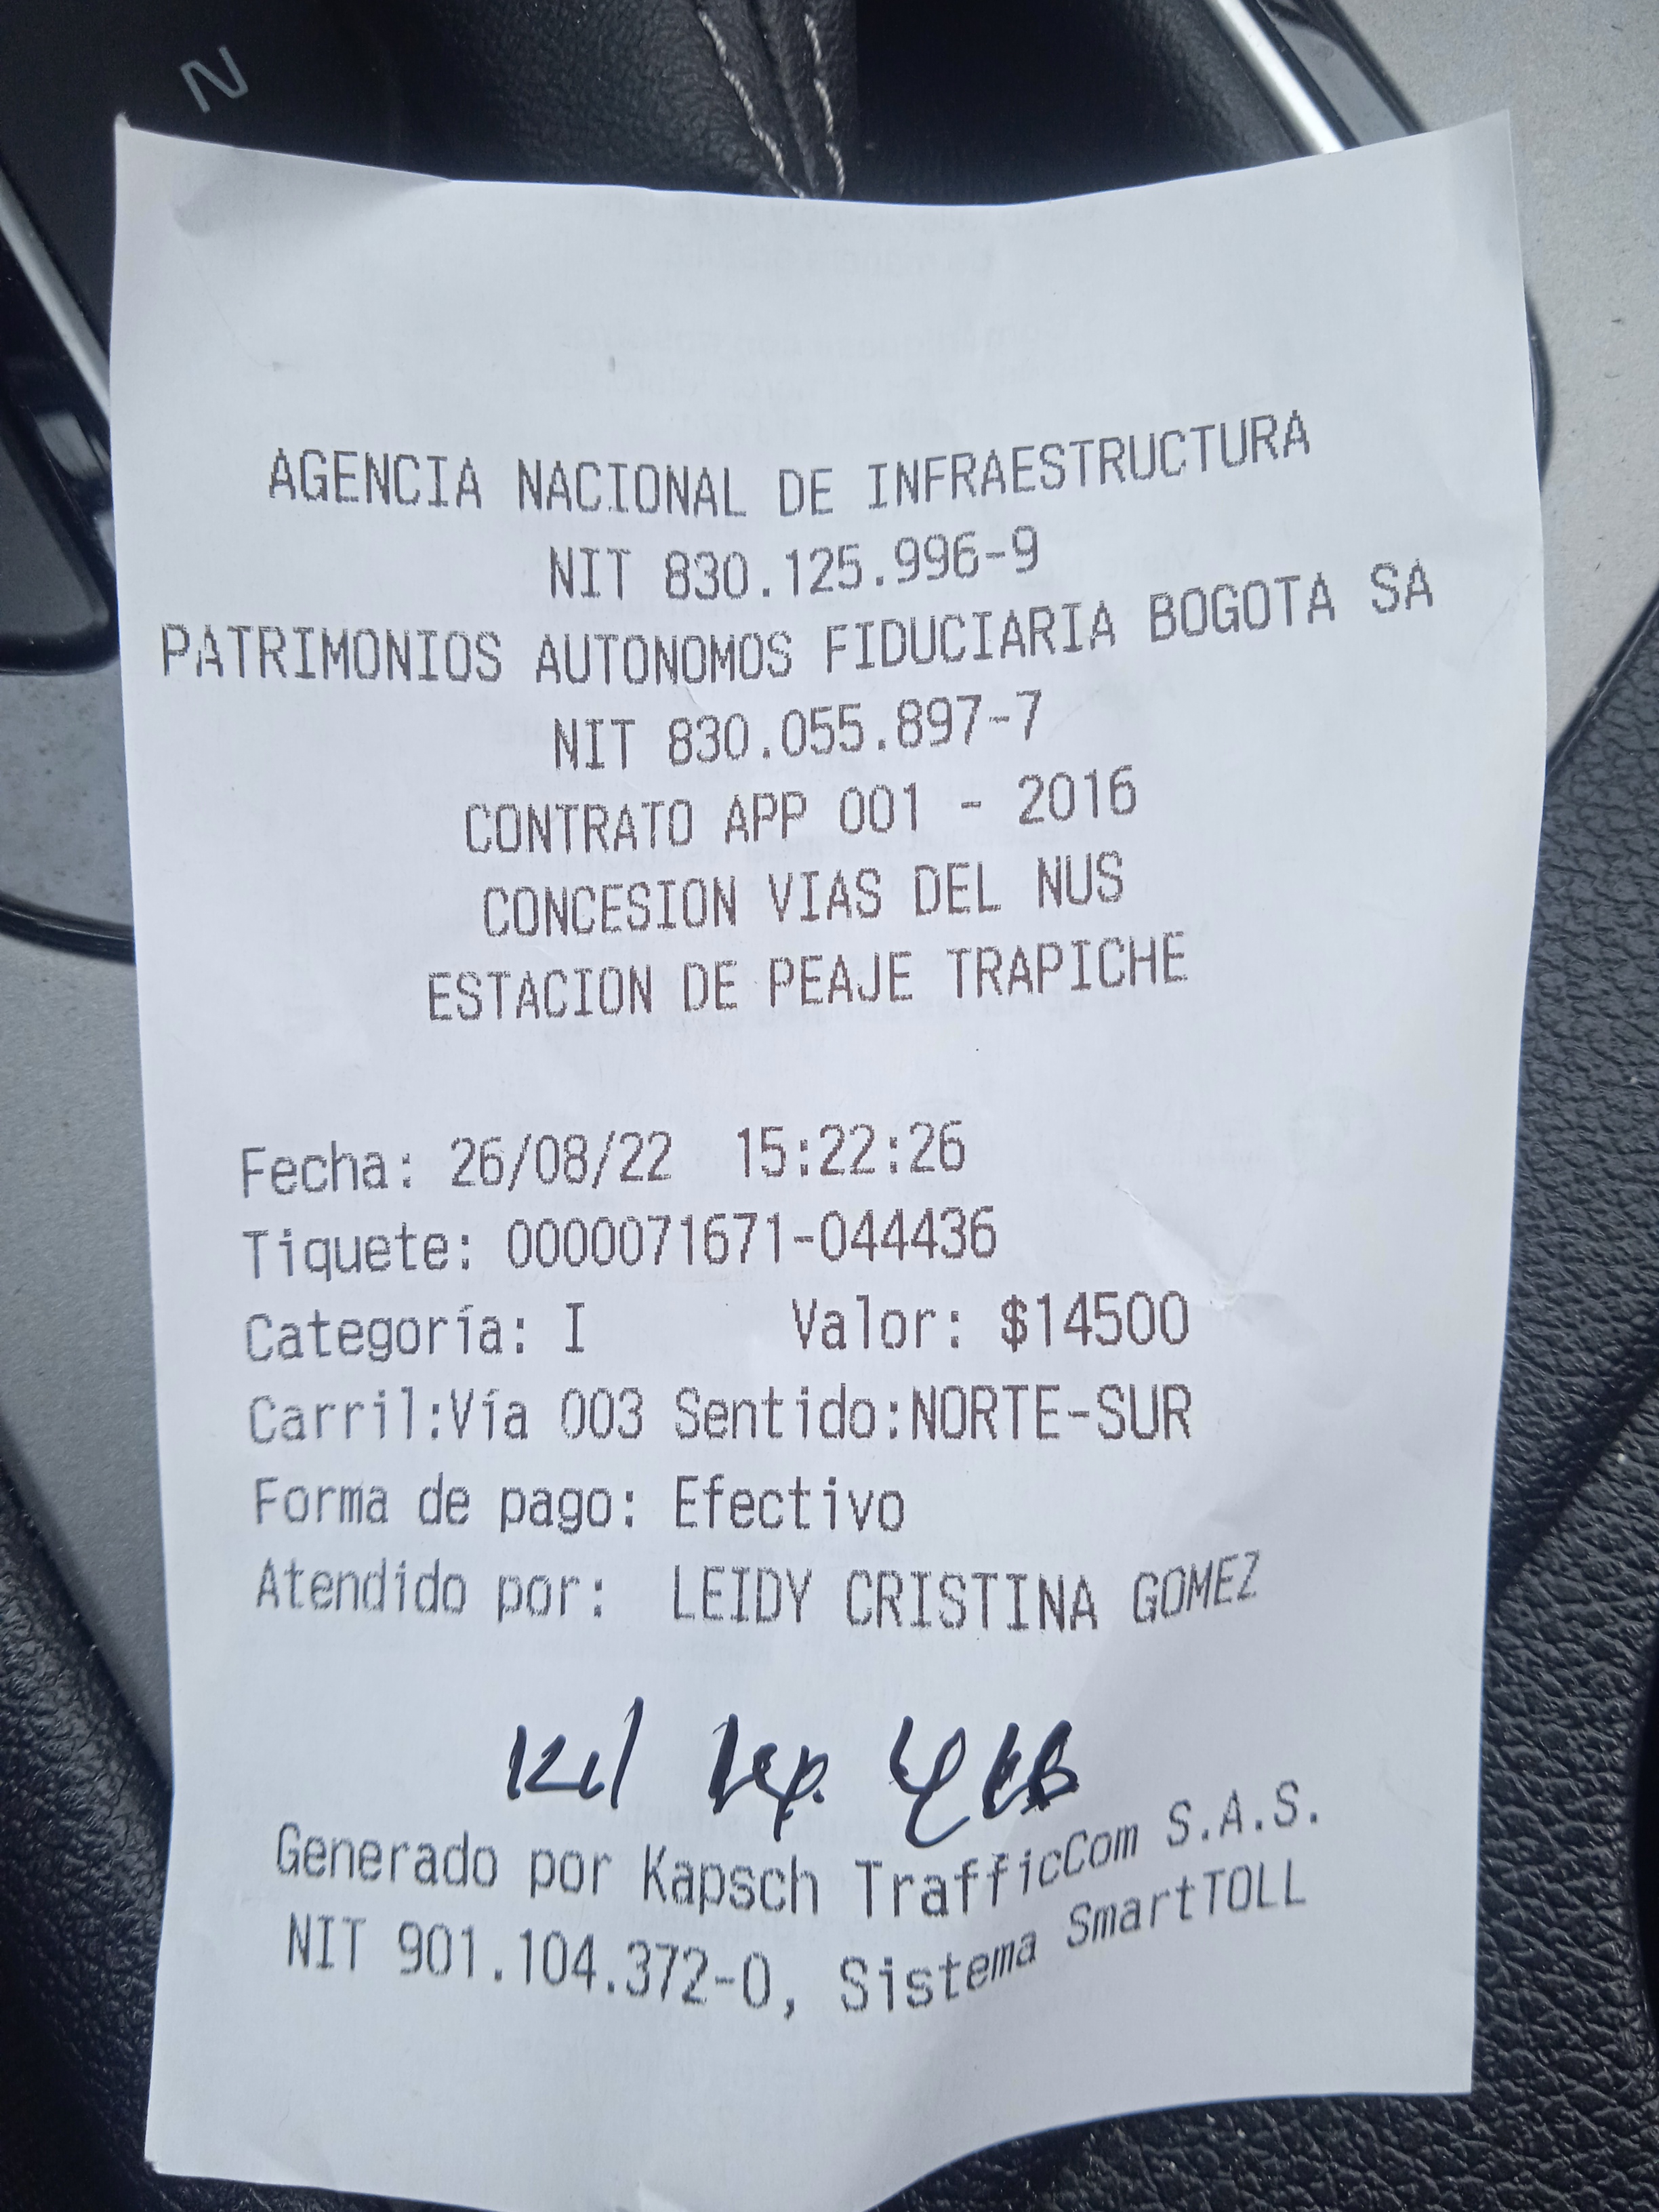 N
AGENCIA NACIONAL DE INFRAESTRUCTURA
NIT 830.125.996-9
PATRIMONIOS AUTONOMOS FIDUCIARIA BOGOTA SA
NIT 830.055.897-7
CONTRATO APP 001 - 2016
CONCESION VIAS DEL NUS
ESTACION DE PEAJE TRAPICHE
Fecha: 26/08/22 15:22:26
Tiquete: 0000071671-044436
Categoría: I Valor: $14500
Carril:Vía 003 Sentido:NORTE-SUR
Forma de pago: Efectivo
Atendido por: LEIDY CRISTINA GOMEZ
Generado por Kapsch TrafficCom S.A.S.
NIT 901.104.372-0, Sistema SmartTOLL